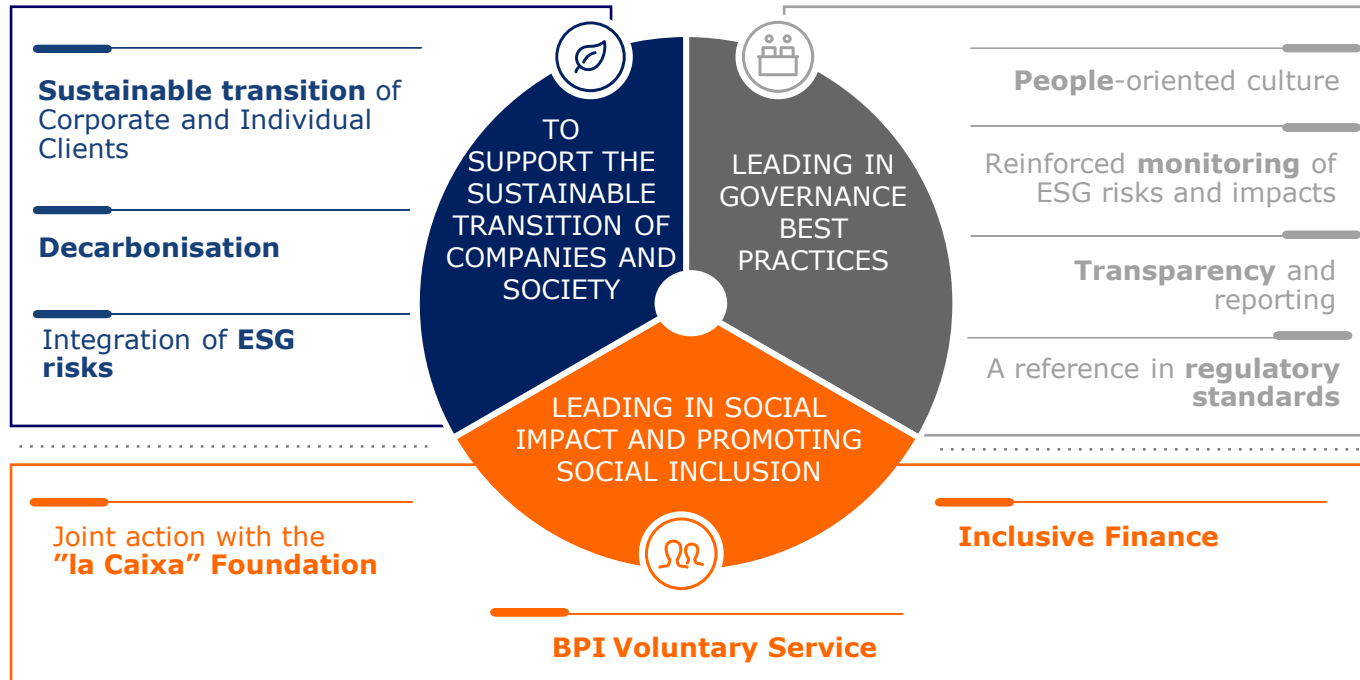 Sustainable transition of
Corporate and Individual
Clients
Decarbonisation
Integration of ESG
risks
TO
SUPPORT THE
SUSTAINABLE
TRANSITION OF
COMPANIES AND
SOCIETY
LEADING IN
GOVERNANCE
BEST
PRACTICES
People-oriented culture
Reinforced monitoring of
ESG risks and impacts
Transparency and
reporting
A reference in regulatory
standards
LEADING IN SOCIAL
IMPACT AND PROMOTING
SOCIAL INCLUSION
Joint action with the
”la Caixa” Foundation
BPI Voluntary Service
Inclusive Finance